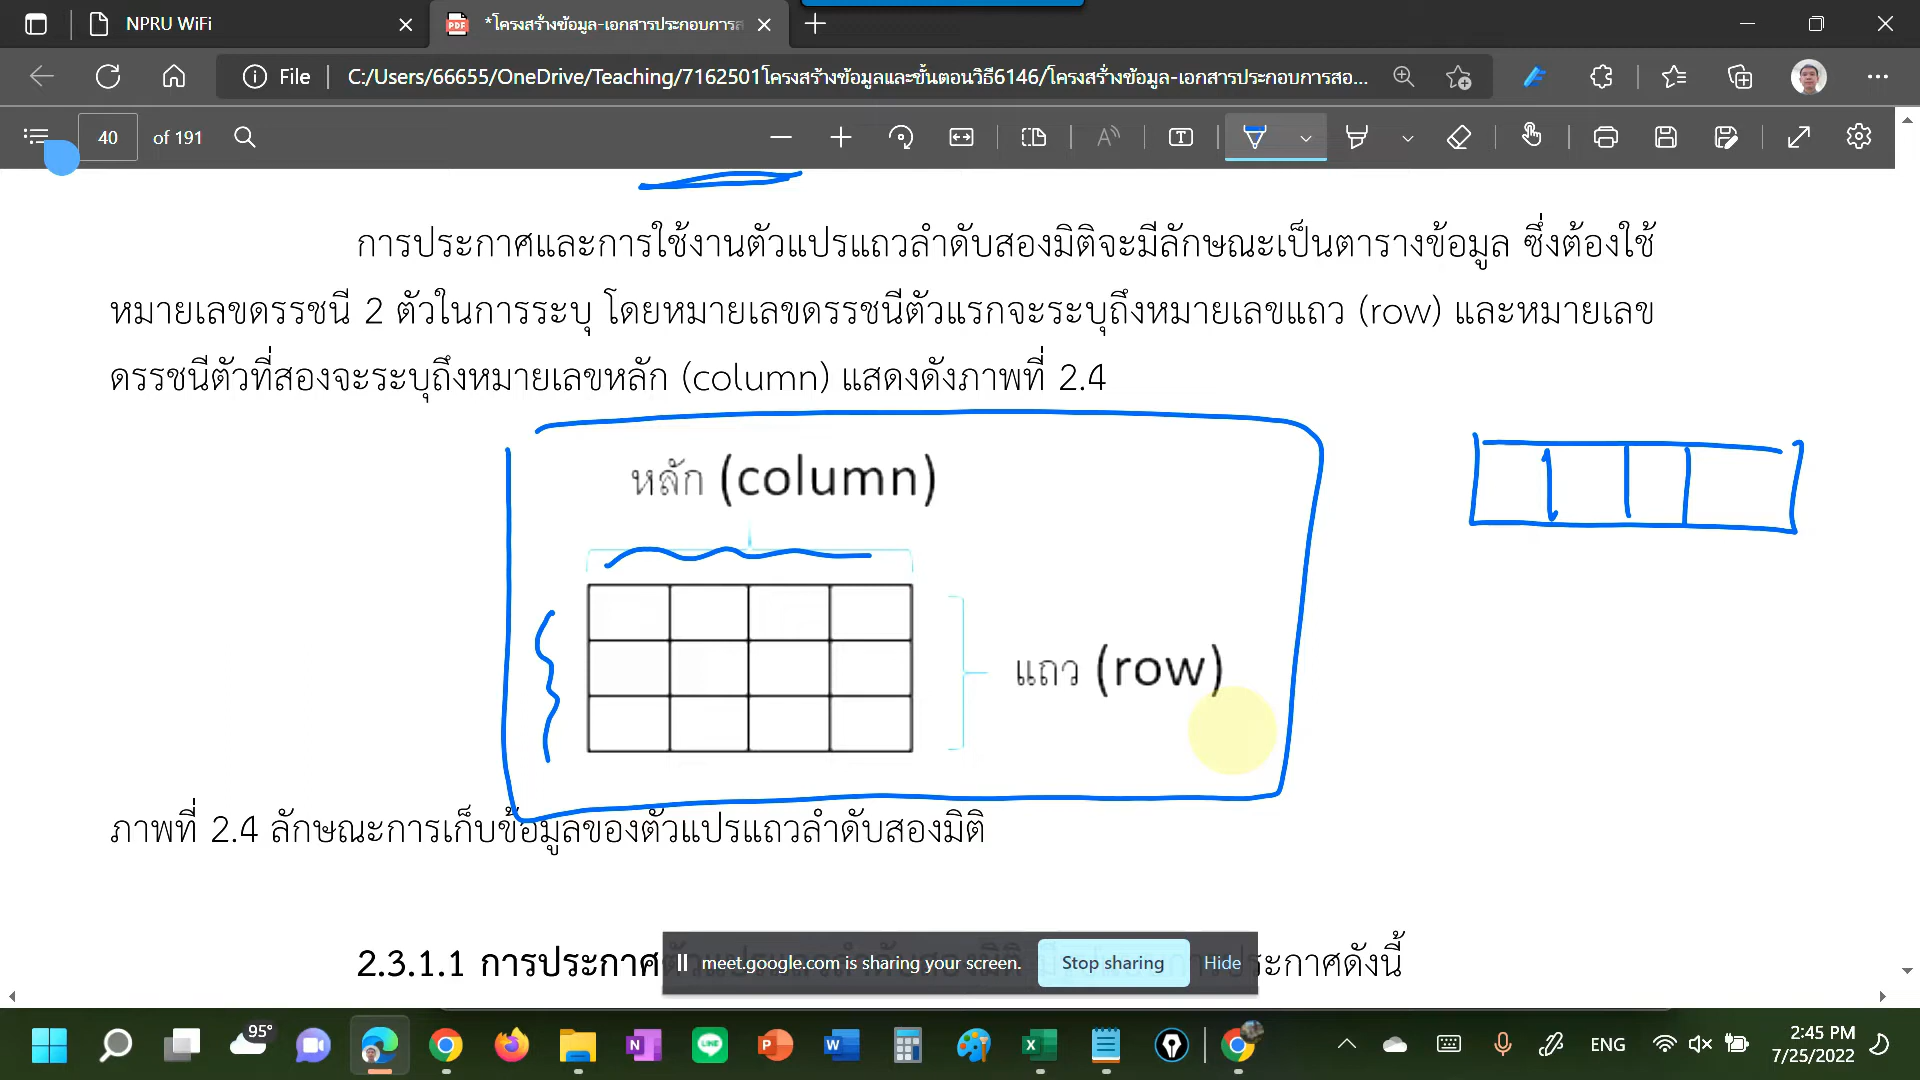 NPRU WiFi
*โครงสร้่างข้อมูล-เอกสารประกอบการส
File
C:/Users/66655/OneDrive/Teaching/7162501โครงสร้างข้อมูลและขั้นตอนวิธี6146/โครงสร้่างข้อมูล-เอกสารประกอบการสอ...
40 of 191
การประกาศและการใช้งานตัวแปรแถวลำดับสองมิติจะมีลักษณะเป็นตารางข้อมูล ซึ่งต้องใช้
หมายเลขดรรชนี 2 ตัวในการระบุ โดยหมายเลขดรรชนีตัวแรกจะระบุถึงหมายเลขแถว (row) และหมายเลข
ดรรชนีตัวที่สองจะระบุถึงหมายเลขหลัก (column) แสดงดังภาพที่ 2.4
หลัก (column)
แถว (row)
ภาพที่ 2.4 ลักษณะการเก็บข้อมูลของตัวแปรแถวลำดับสองมิติ
2.3.1.1 การประกาศ
ประกาศดังนี้
meet.google.com is sharing your screen. Stop sharing Hide
95°
ENG
2:45 PM
7/25/2022